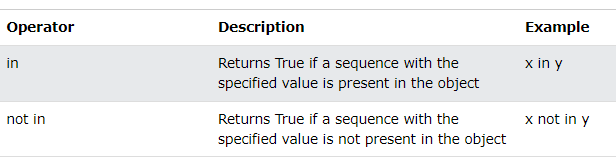 Operator Description Example
in Returns True if a sequence with the x in y
specified value is present in the object
not in Returns True if a sequence with the x not in y
specified value is not present in the object